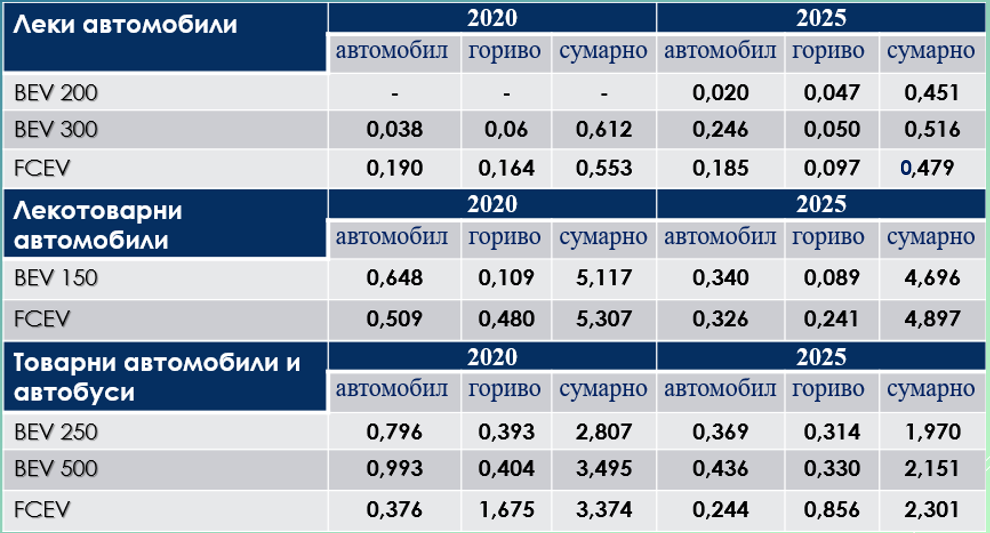 Леки автомобили 2020 2025
автомобил гориво сумарно автомобил гориво сумарно
BEV 200 - - - 0,020 0,047 0,451
BEV 300 0,038 0,06 0,612 0,246 0,050 0,516
FCEV 0,190 0,164 0,553 0,185 0,097 0,479
Лекотоварни 2020 2025
автомобили автомобил гориво сумарно автомобил гориво сумарно
BEV 150 0,648 0,109 5,117 0,340 0,089 4,696
FCEV 0,509 0,480 5,307 0,326 0,241 4,897
Товарни автомобили и 2020 2025
автобуси автомобил гориво сумарно автомобил гориво сумарно
BEV 250 0,796 0,393 2,807 0,369 0,314 1,970
BEV 500 0,993 0,404 3,495 0,436 0,330 2,151
FCEV 0,376 1,675 3,374 0,244 0,856 2,301